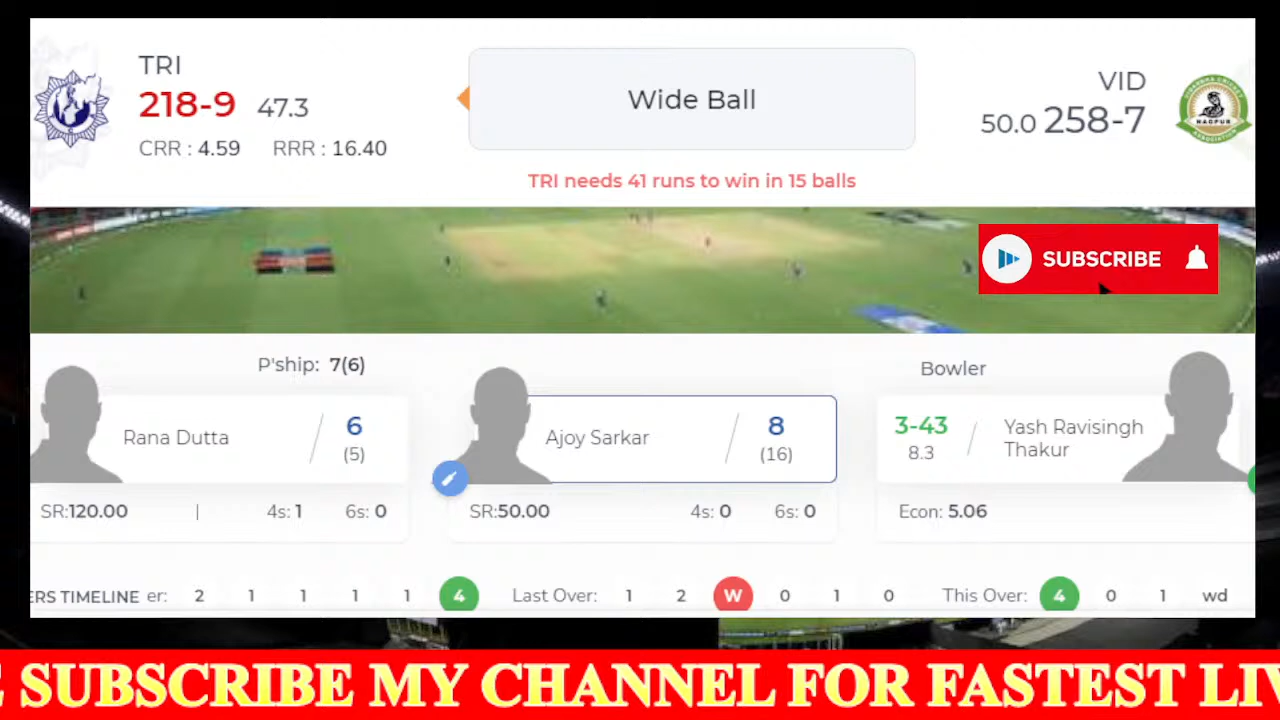 TRI
218-9 47.3
CRR : 4.59 RRR : 16.40
Wide Ball
TRI needs 41 runs to win in 15 balls
VID
50.0 258-7
NAGPUR
SUBSCRIBE
P'ship: 7(6)
Rana Dutta
6
(5)
SR:120.00 | 4s: 1 6s: 0
Ajoy Sarkar
8
(16)
SR:50.00 4s: 0 6s: 0
Bowler
3-43
8.3
Yash Ravisingh
Thakur
Econ: 5.06
ERS TIMELINE er: 2 1 1 1 1 4 Last Over: 1 2 W 0 1 0 This Over: 4 0 1 wd
E SUBSCRIBE MY CHANNEL FOR FASTEST LIV